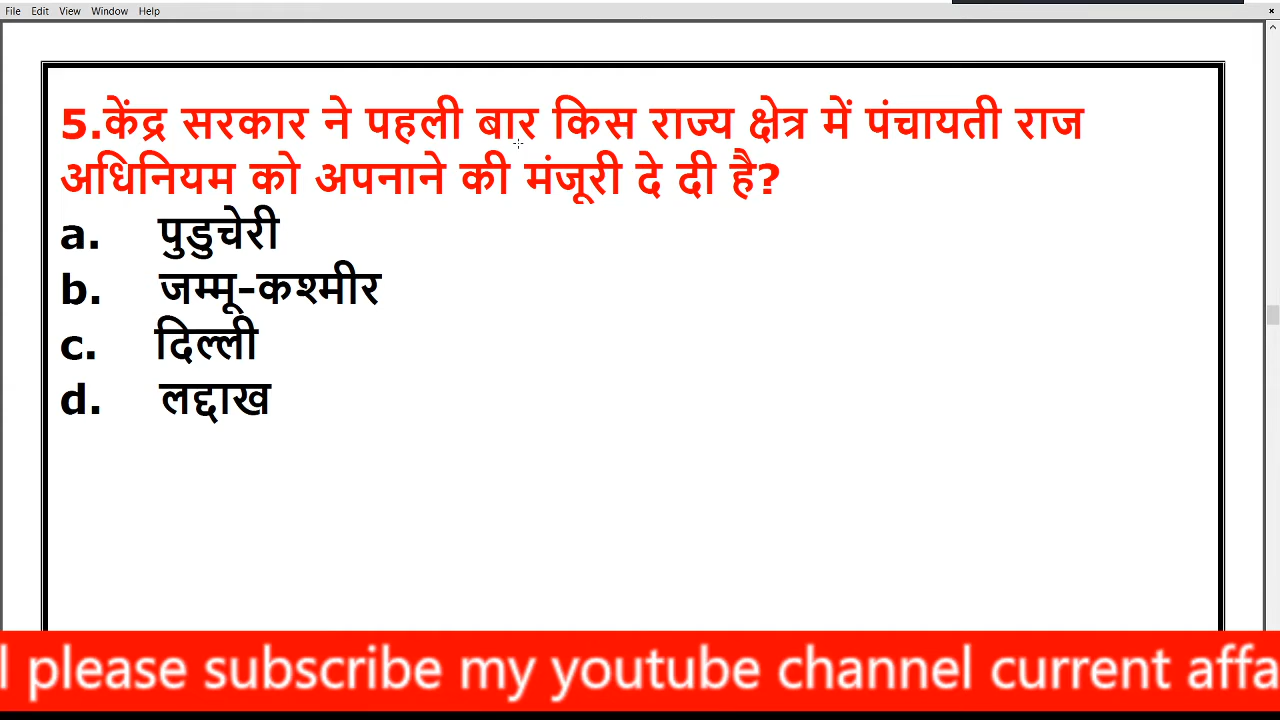 File Edit View Window Help
5.केंद्र सरकार ने पहली बार किस राज्य क्षेत्र में पंचायती राज
अधिनियम को अपनाने की मंजूरी दे दी है?
a. पुडुचेरी
b. जम्मू-कश्मीर
c. दिल्ली
d. लद्दाख
l please subscribe my youtube channel current affa